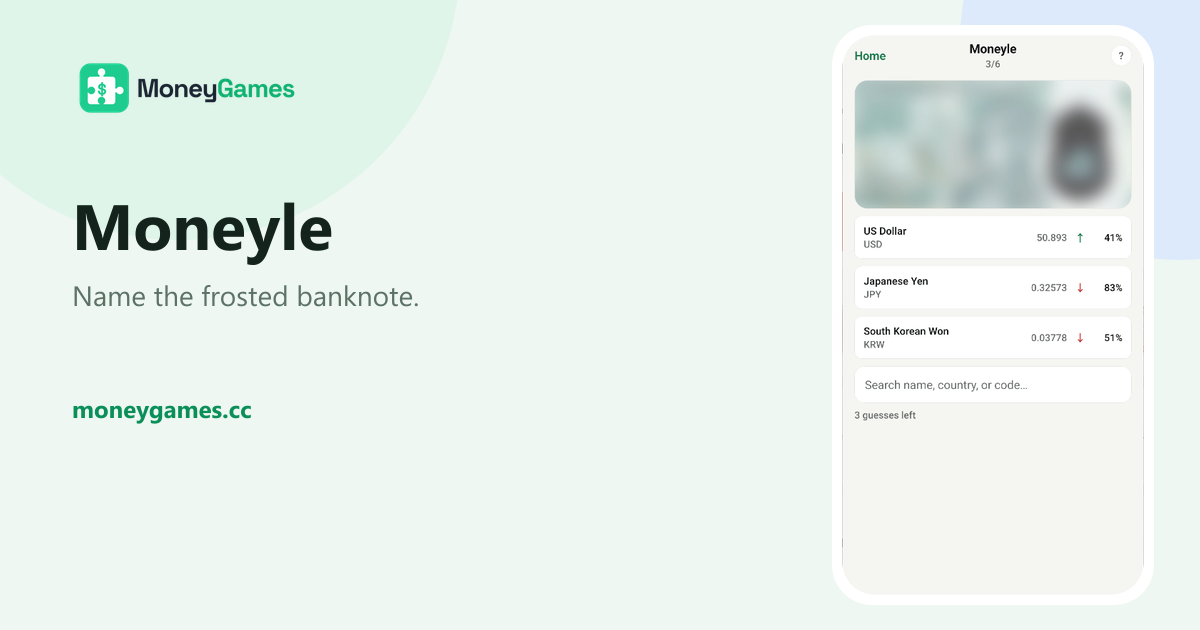 MoneyGames
Moneyle
Name the frosted banknote.
moneygames.cc
Home
Moneyle
3/6
?
US Dollar
USD
50.893 ↑ 41%
Japanese Yen
JPY
0.32573 ↓ 83%
South Korean Won
KRW
0.03778 ↓ 51%
Search name, country, or code...
3 guesses left